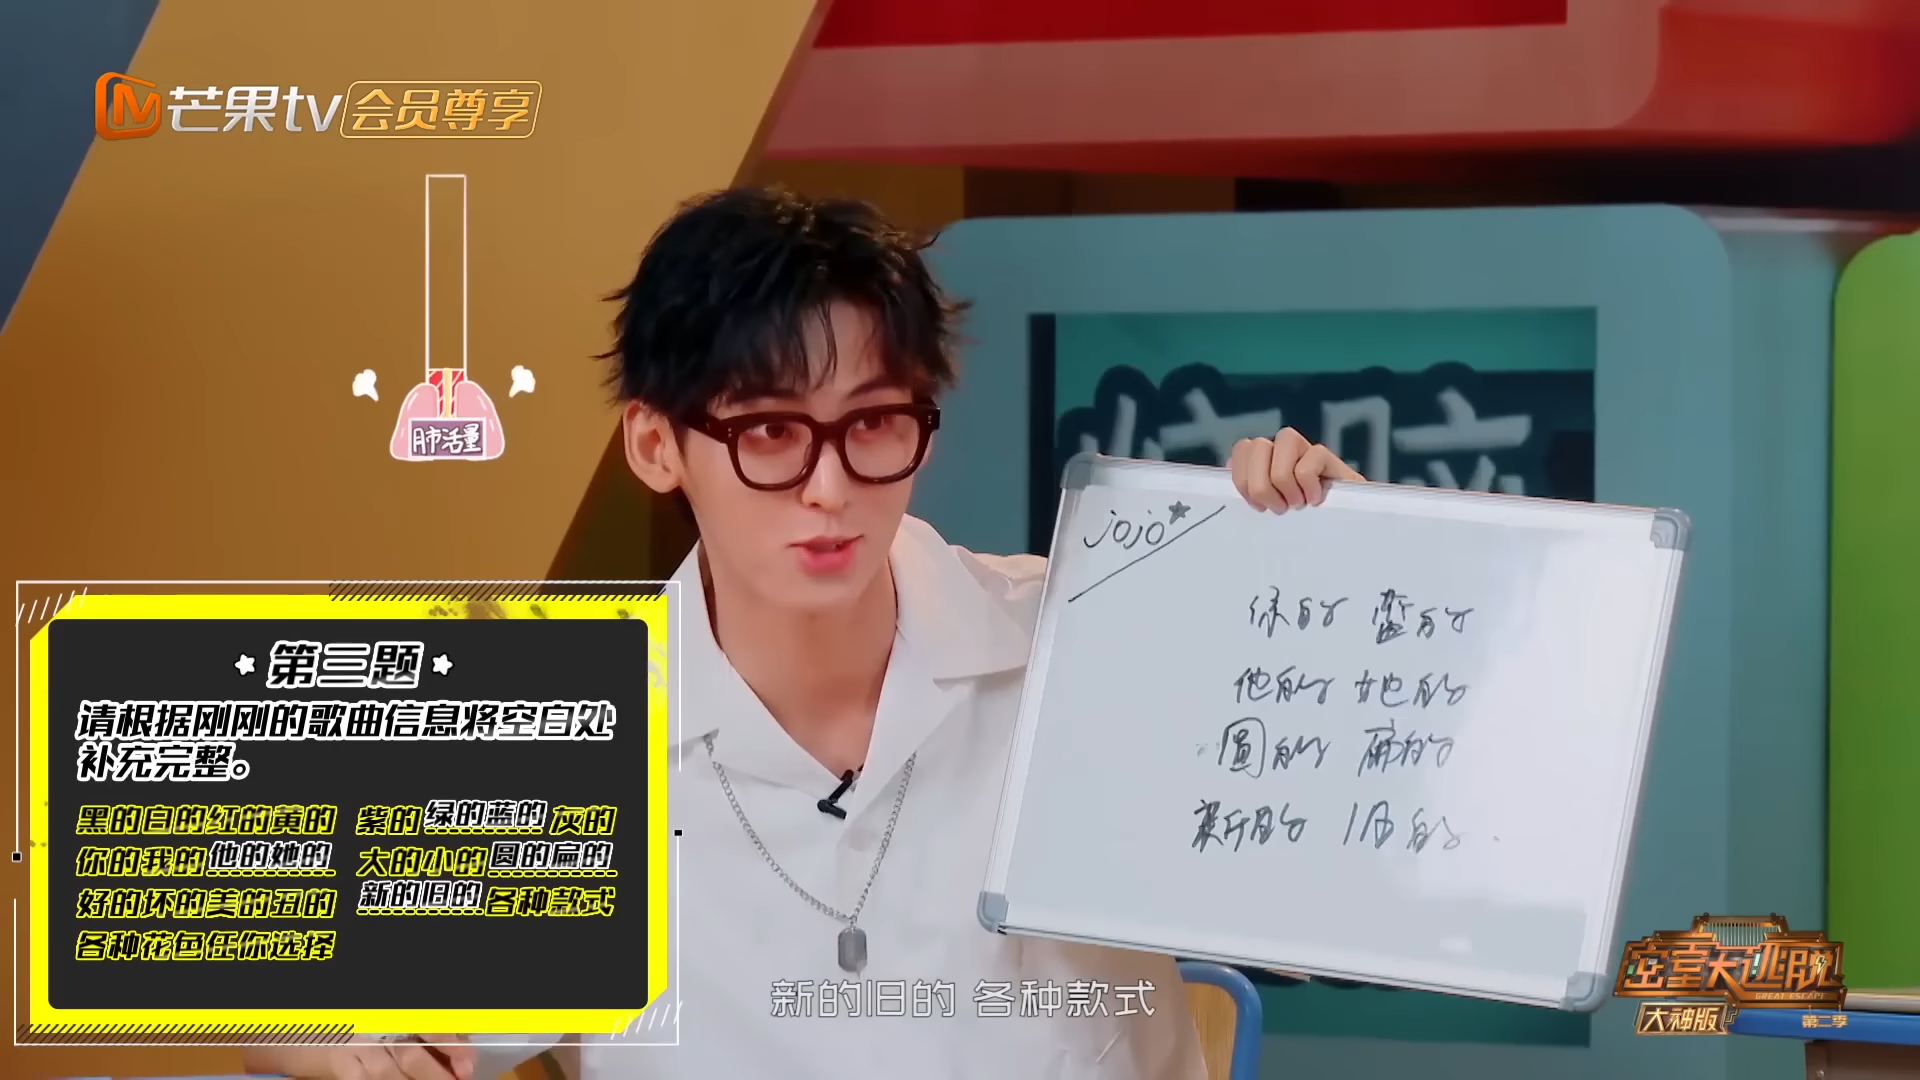 芒果tv会员尊享
肺活量
惊脑
jojo
绿的 蓝的
他的 她的
圆的 扁的
新的 旧的
第三题
请根据刚刚的歌曲信息将空白处
补充完整。
黑的白的红的黄的 紫的绿的蓝的灰的
你的我的他的她的 大的小的圆的扁的
好的坏的美的丑的 新的旧的各种款式
各种花色任你选择
新的旧的 各种款式
密室大逃脱
GREAT ESCAPE
大神版
第二季